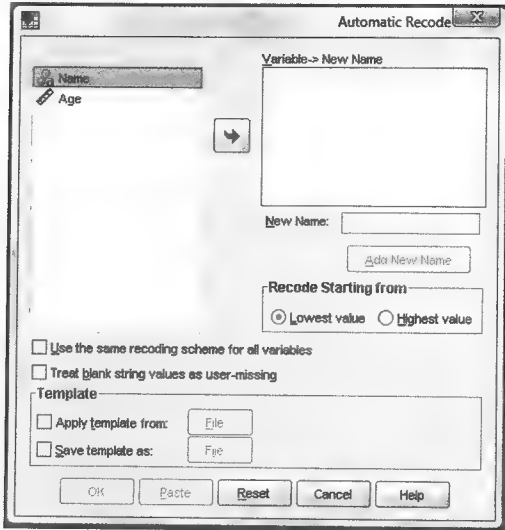 Automatic Recode
Name
Age
Variable-> New Name
New Name:
Add New Name
Recode Starting from
Lowest value
Highest value
Use the same recoding scheme for all variables
Treat blank string values as user-missing
Template
Apply template from:
File
Save template as:
File
OK
Paste
Reset
Cancel
Help